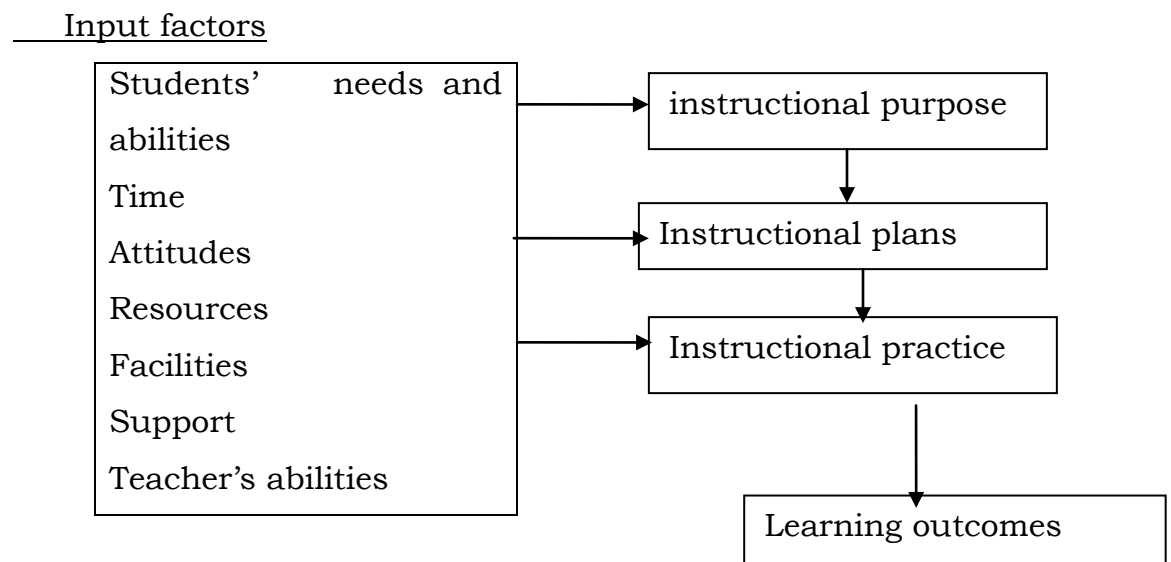 Input factors
Students' needs and
abilities
Time
Attitudes
Resources
Facilities
Support
Teacher's abilities
instructional purpose
Instructional plans
Instructional practice
Learning outcomes